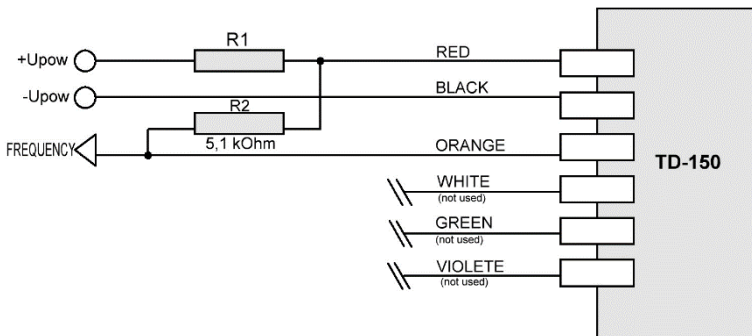 R1
RED
+Upow
BLACK
-Upow
R2
5,1 kOhm
FREQUENCY
ORANGE
TD-150
WHITE
(not used)
GREEN
(not used)
VIOLETE
(not used)